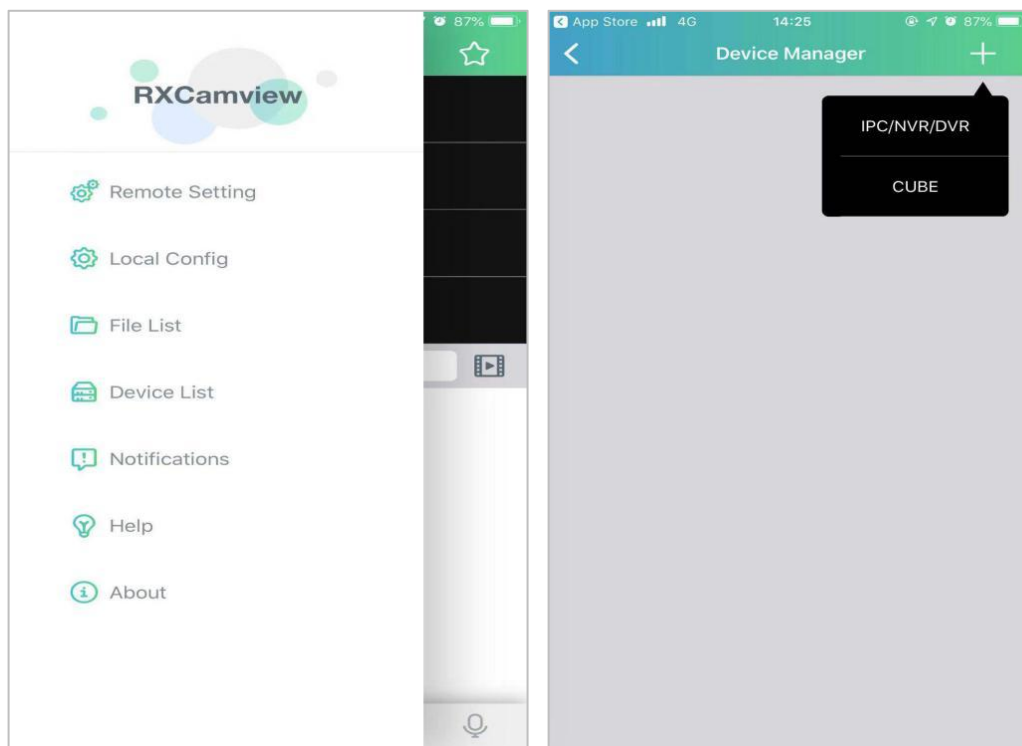 87%
RXCamview
Remote Setting
Local Config
File List
Device List
Notifications
Help
About
App Store 4G 14:25 87%
Device Manager
IPC/NVR/DVR
CUBE